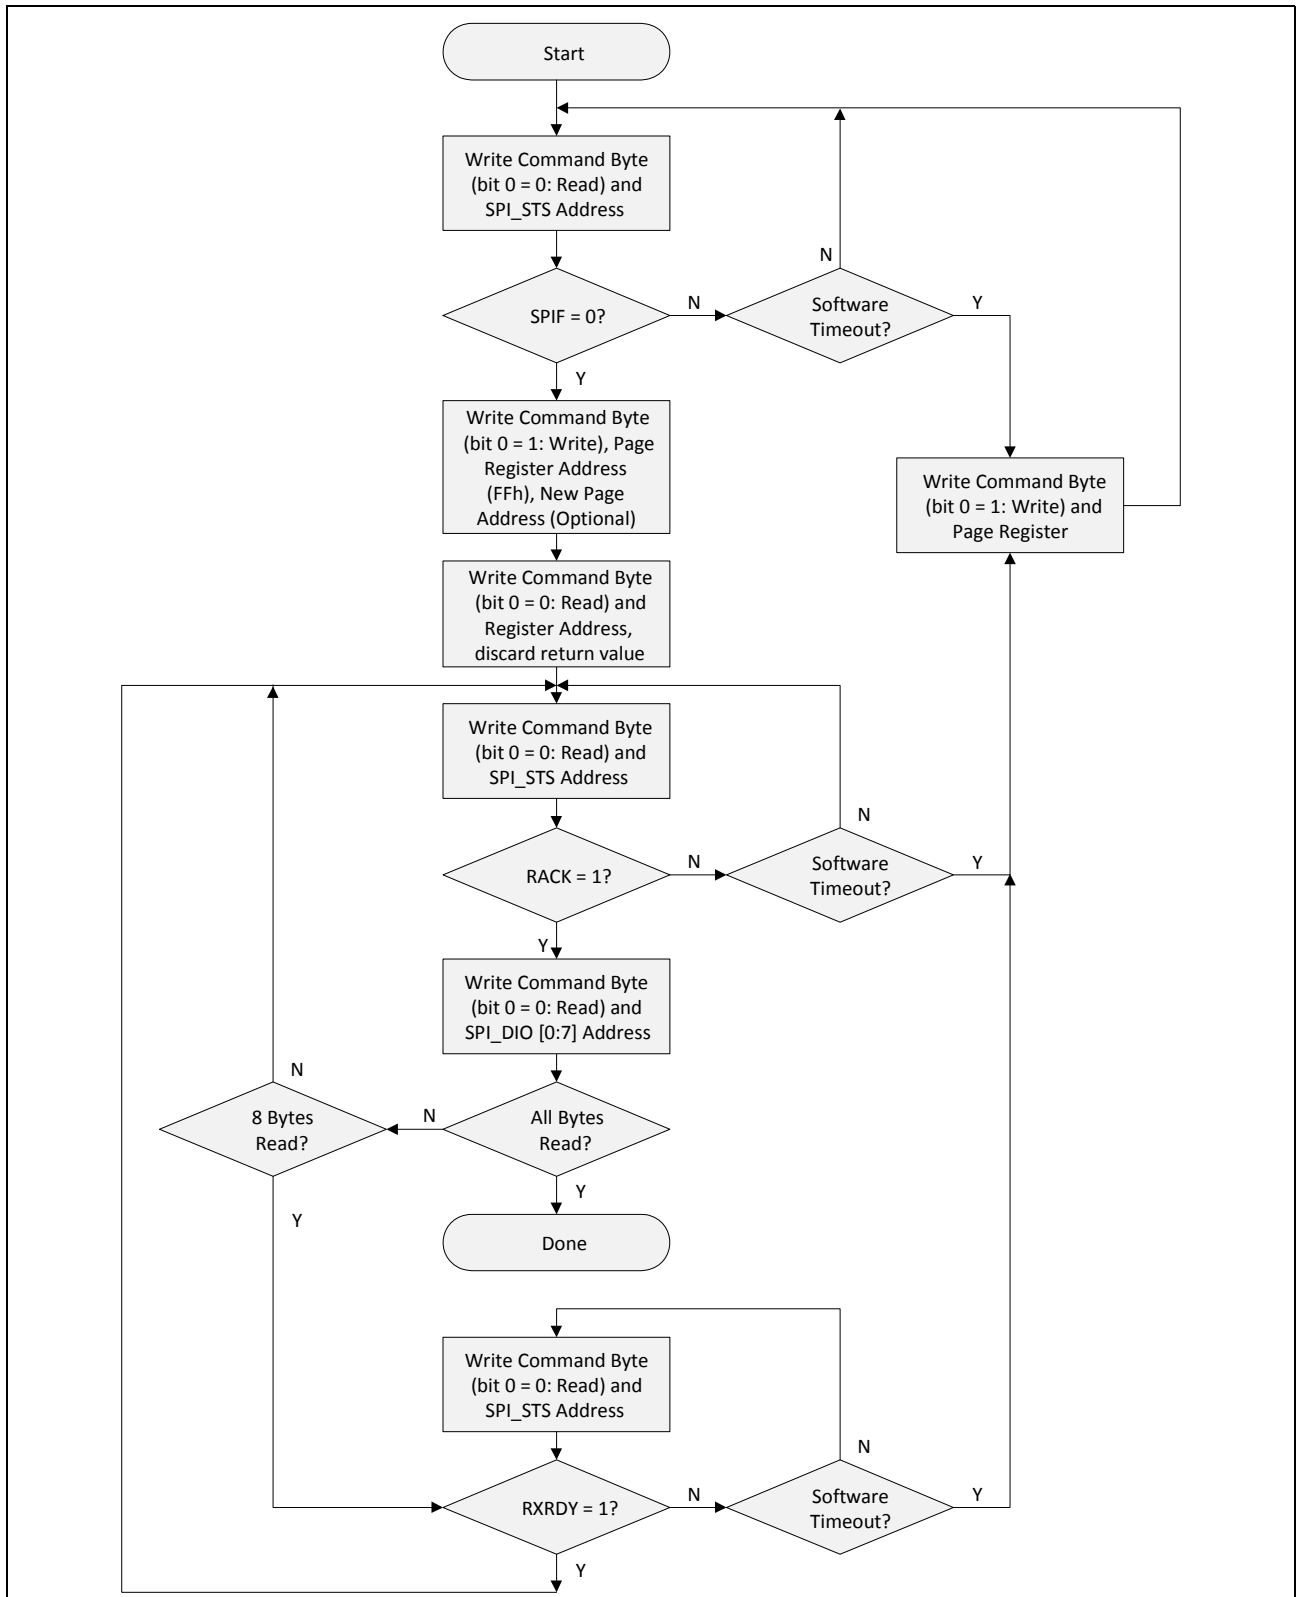 Start
Write Command Byte
(bit 0 = 0: Read) and
SPI_STS Address
N
SPIF = 0?
N
Software
Timeout?
Y
Y
Write Command Byte
(bit 0 = 1: Write), Page
Register Address
(FFh), New Page
Address (Optional)
Write Command Byte
(bit 0 = 1: Write) and
Page Register
Write Command Byte
(bit 0 = 0: Read) and
Register Address,
discard return value
Write Command Byte
(bit 0 = 0: Read) and
SPI_STS Address
N
RACK = 1?
N
Software
Timeout?
Y
Y
Write Command Byte
(bit 0 = 0: Read) and
SPI_DIO [0:7] Address
N
8 Bytes
Read?
N
All Bytes
Read?
Y
Y
Done
Write Command Byte
(bit 0 = 0: Read) and
SPI_STS Address
N
RXRDY = 1?
N
Software
Timeout?
Y
Y